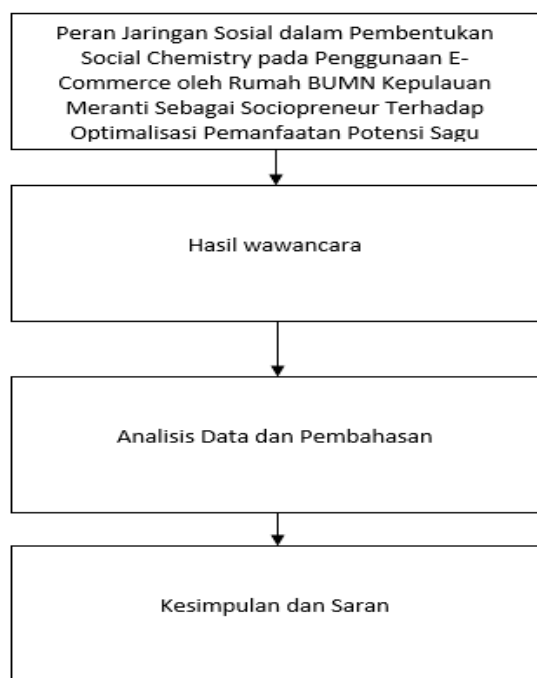 Peran Jaringan Sosial dalam Pembentukan
Social Chemistry pada Penggunaan E-
Commerce oleh Rumah BUMN Kepulauan
Meranti Sebagai Sociopreneur Terhadap
Optimalisasi Pemanfaatan Potensi Sagu
Hasil wawancara
Analisis Data dan Pembahasan
Kesimpulan dan Saran